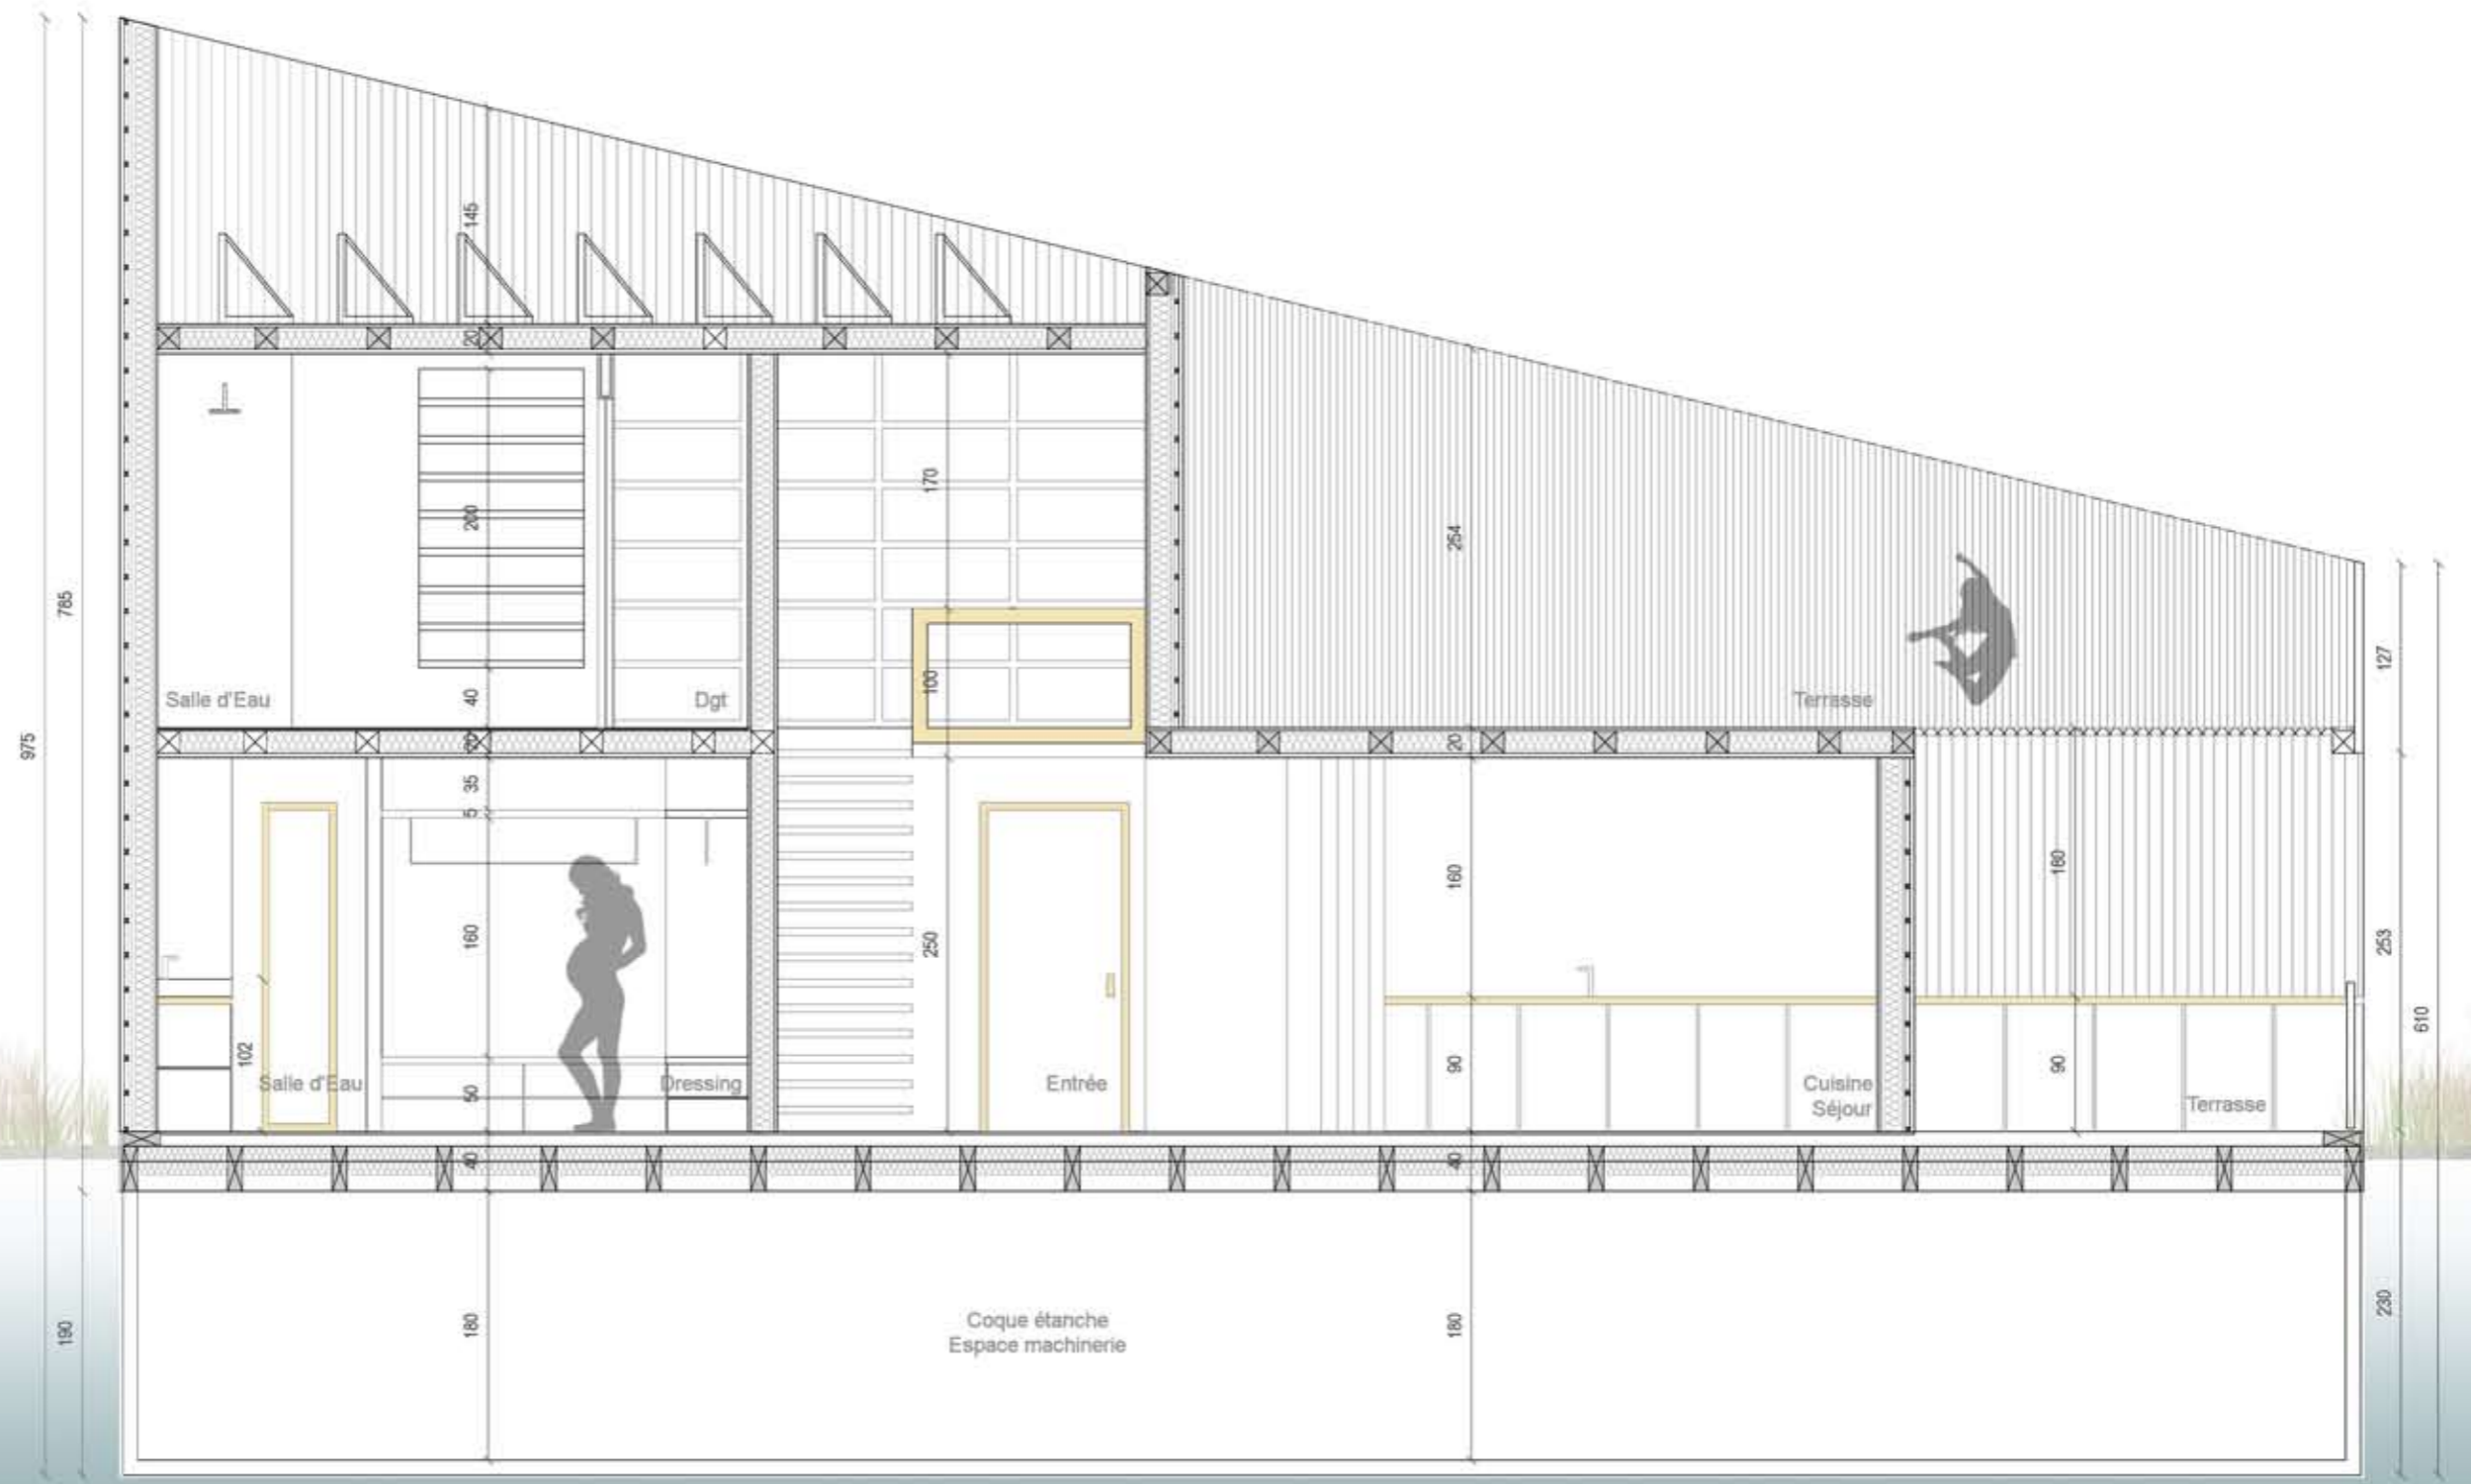 145
20
170
200
254
785
127
100
Salle d'Eau
40
Dgt
Terrasse
975
20
20
35
5
160
180
160
250
253
610
102
90
90
Salle d'Eau
50
Dressing
Entrée
Cuisine
Séjour
Terrasse
40
40
190
180
Coque étanche
Espace machinerie
180
230